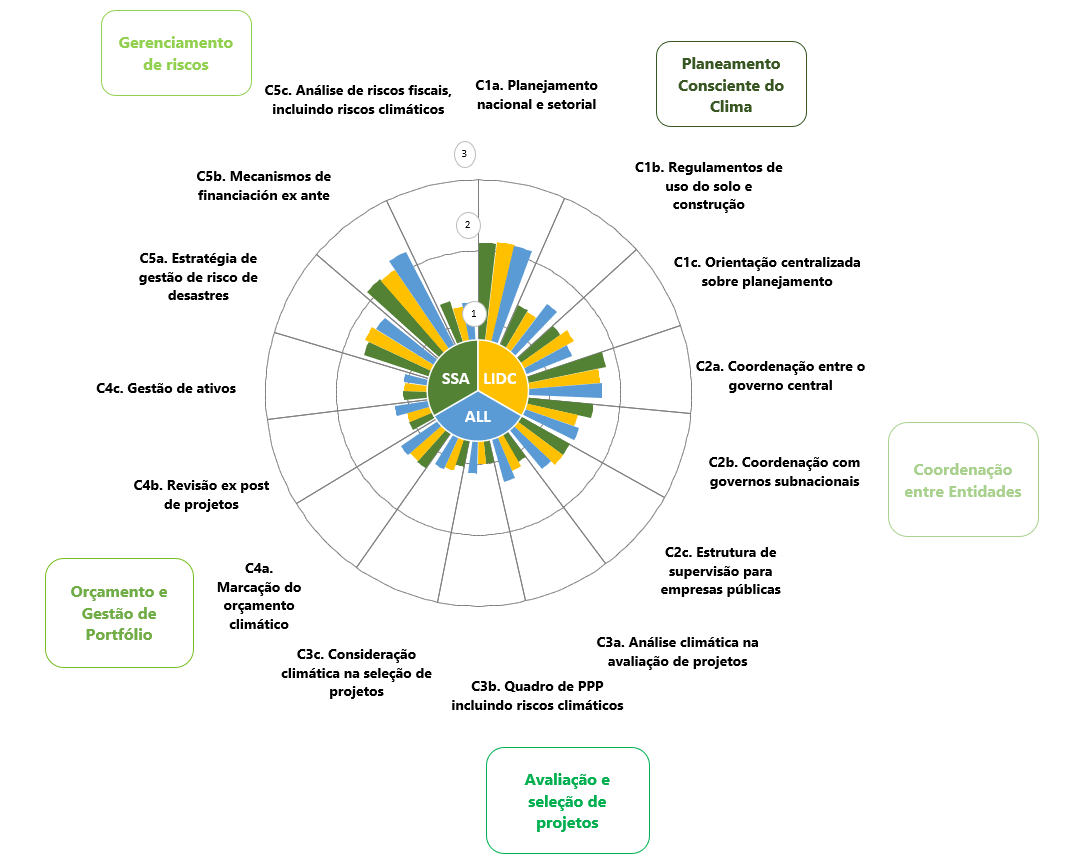 Gerenciamento
de riscos
Planeamento
Consciente do
Clima
C5c. Análise de riscos fiscais,
incluindo riscos climáticos
C1a. Planejamento
nacional e setorial
C5b. Mecanismos de
financiación ex ante
C1b. Regulamentos de
uso do solo e
construção
C5a. Estratégia de
gestão de risco de
desastres
C1c. Orientação centralizada
sobre planejamento
3
2
1
SSA
LIDC
ALL
C4c. Gestão de ativos
C2a. Coordenação entre o
governo central
C4b. Revisão ex post
de projetos
C2b. Coordenação com
governos subnacionais
Coordenação
entre Entidades
C4a.
Marcação do
orçamento
climático
C2c. Estrutura de
supervisão para
empresas públicas
Orçamento e
Gestão de
Portfólio
C3c. Consideração
climática na seleção de
projetos
C3b. Quadro de PPP
incluindo riscos climáticos
C3a. Análise climática na
avaliação de projetos
Avaliação e
seleção de
projetos